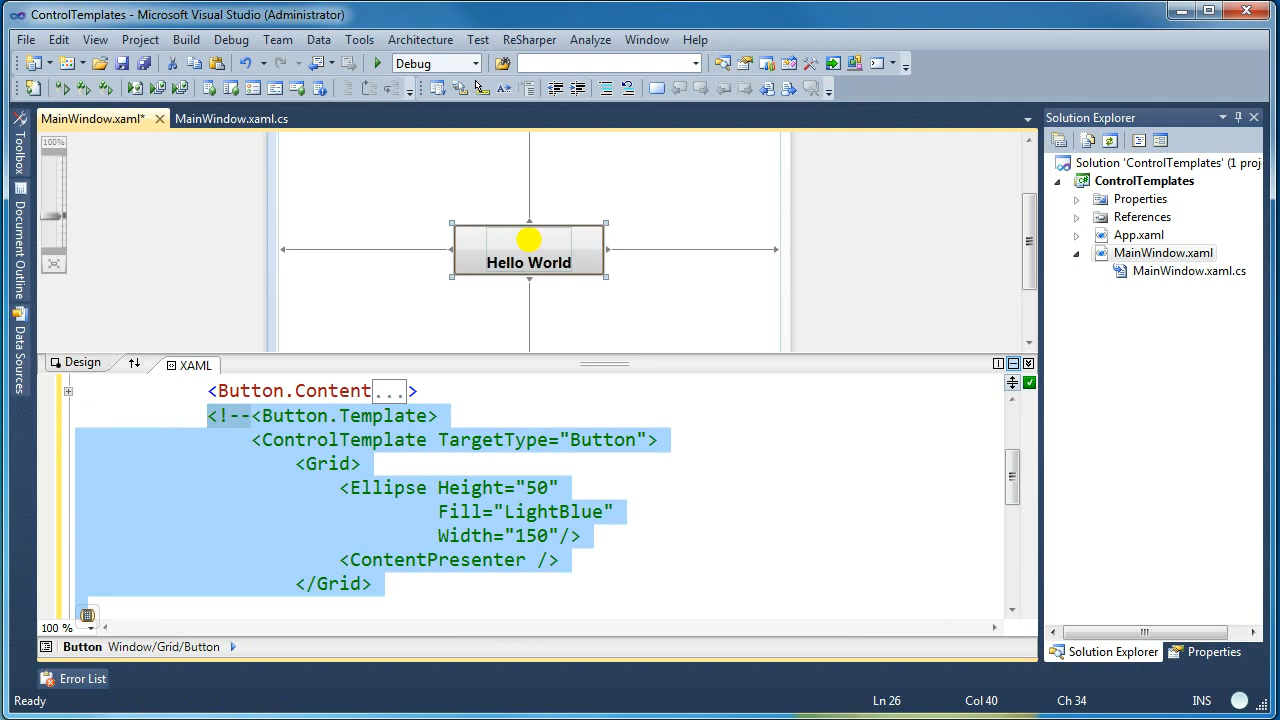 ControlTemplates - Microsoft Visual Studio (Administrator)
File Edit View Project Build Debug Team Data Tools Architecture Test ReSharper Analyze Window Help
Debug
MainWindow.xaml* MainWindow.xaml.cs
Toolbox
Document Outline
Data Sources
100%
Hello World
Design XAML
<Button.Content...>
<!--<Button.Template>
<ControlTemplate TargetType="Button">
<Grid>
<Ellipse Height="50"
Fill="LightBlue"
Width="150"/>
<ContentPresenter />
</Grid>
100 %
Button Window/Grid/Button
Solution Explorer
Solution 'ControlTemplates' (1 proj
ControlTemplates
Properties
References
App.xaml
MainWindow.xaml
MainWindow.xaml.cs
Solution Explorer Properties
Error List
Ready Ln 26 Col 40 Ch 34 INS